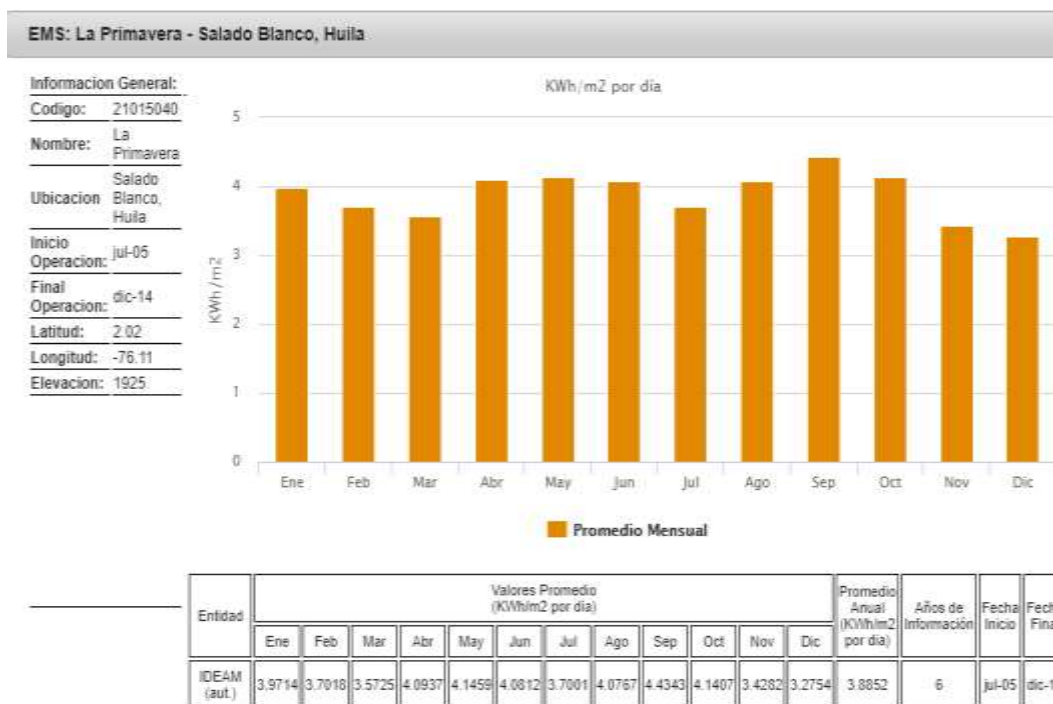 EMS: La Primavera - Salado Blanco, Huila
Informacion General:
Codigo: 21015040
Nombre: La
Primavera
Ubicacion Salado
Blanco,
Huila
Inicio
Operacion: jul-05
Final
Operacion: dic-14
Latitud: 2.02
Longitud: -76.11
Elevacion: 1925
KWh/m2 por día
KWh/m2
5
4
3
2
1
0
Ene Feb Mar Abr May Jun Jul Ago Sep Oct Nov Dic
Promedio Mensual
Entidad
Valores Promedio
(KWh/m2 por dia)
Ene Feb Mar Abr May Jun Jul Ago Sep Oct Nov Dic
Promedio
Anual
(KWh/m2
por dia)
Años de
Información
Fecha
Inicio
Fech
Fina
IDEAM
(aut.)
3.9714 3.7018 3.5725 4.0937 4.1459 4.0812 3.7001 4.0767 4.4343 4.1407 3.4282 3.2754 3.8852 6 jul-05 dic-1